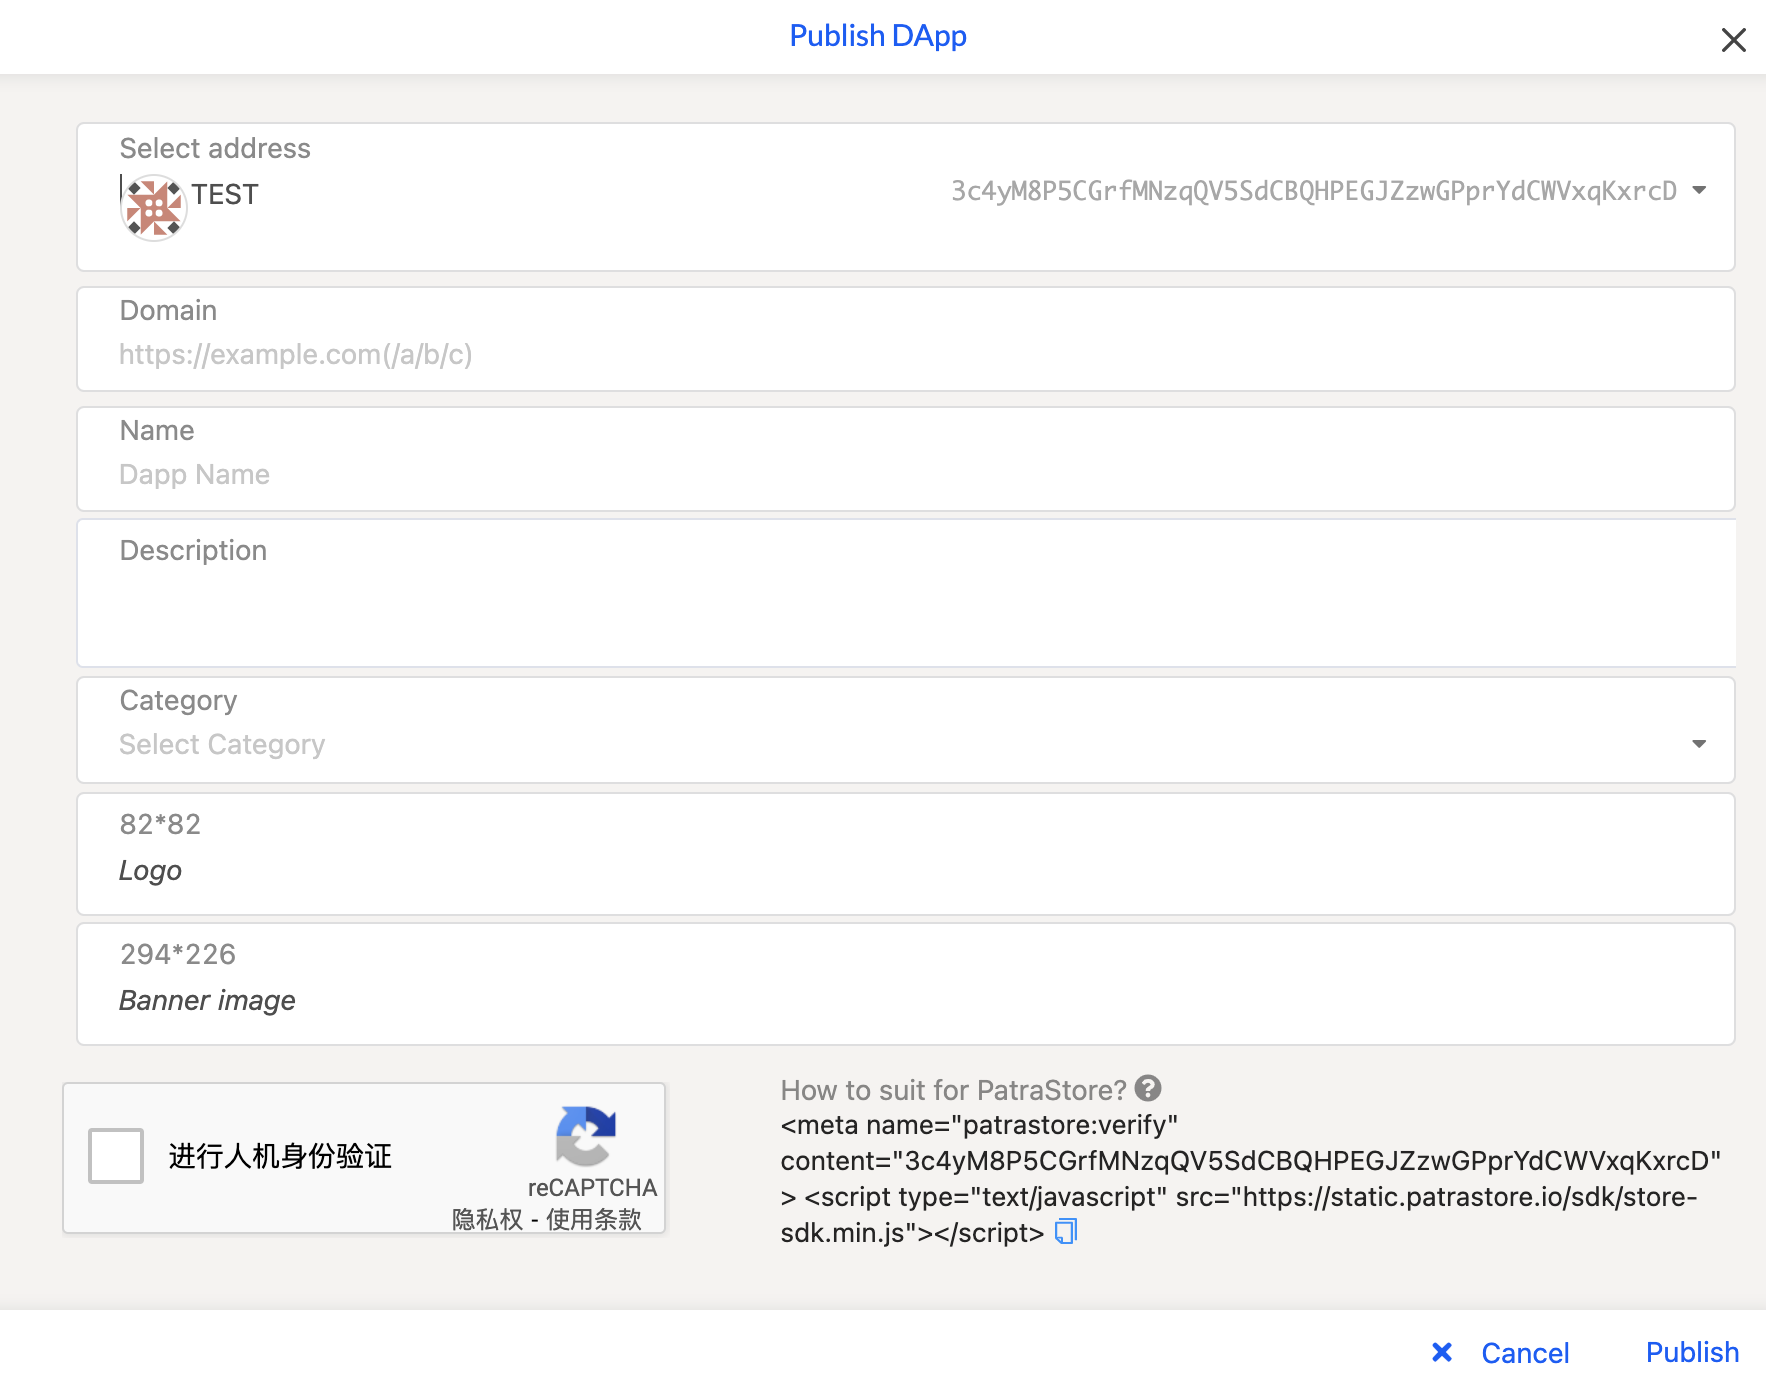 Publish DApp
Select address
TEST
3c4yM8P5CGrfMNzqQV5SdCBQHPEGJZzwGPprYdCWVxqKxrcD
Domain
https://example.com(/a/b/c)
Name
Dapp Name
Description
Category
Select Category
82*82
Logo
294*226
Banner image
进行人机身份验证
reCAPTCHA
隐私权 - 使用条款
How to suit for PatraStore?
<meta name="patrastore:verify"
content="3c4yM8P5CGrfMNzqQV5SdCBQHPEGJZzwGPprYdCWVxqKxrcD"
> <script type="text/javascript" src="https://static.patrastore.io/sdk/store-
sdk.min.js"></script>
Cancel
Publish